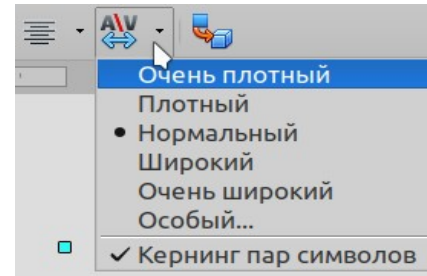 A\V
Очень плотный
Плотный
Нормальный
Широкий
Очень широкий
Особый...
Кернинг пар символов